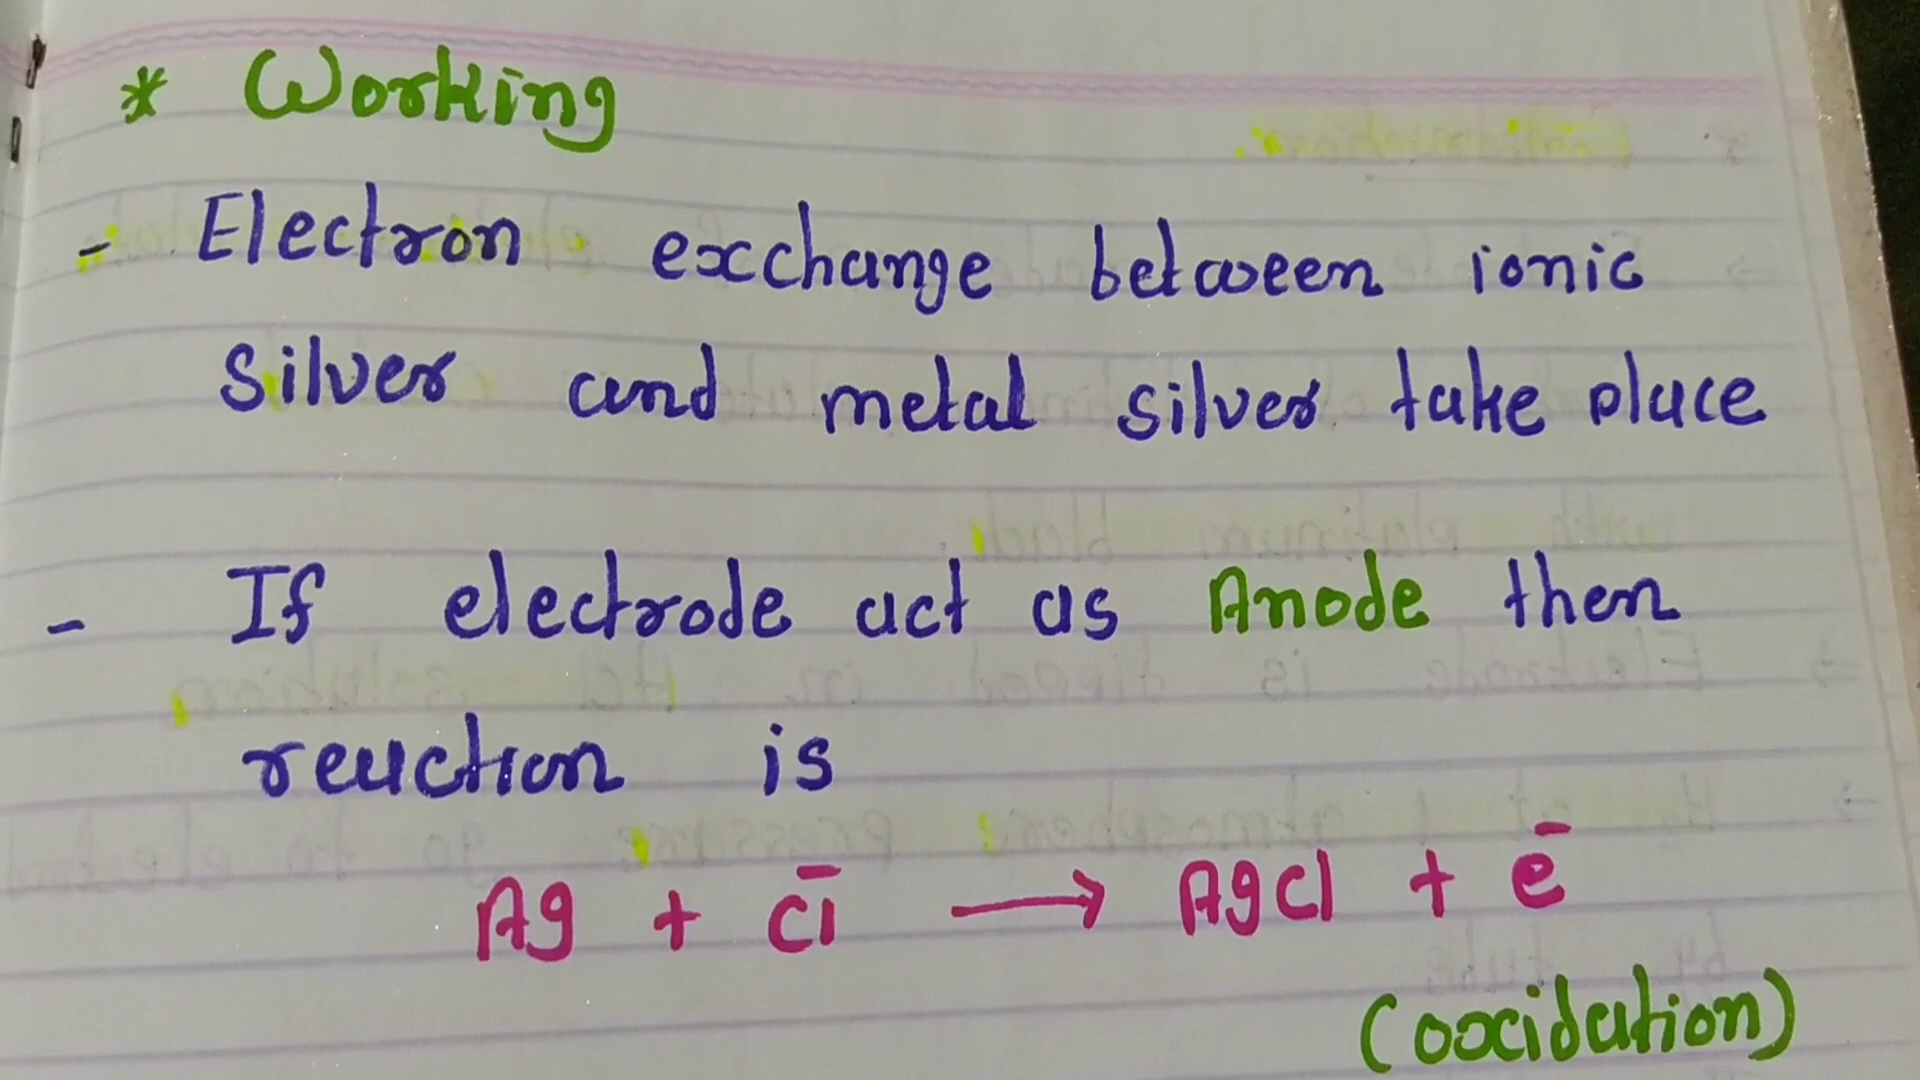 * Working
- Electron exchange between ionic
Silver and metal silver take place
- If electrode act as Anode then
reaction is
Ag + Cl⁻ → AgCl + e⁻
(oxidation)